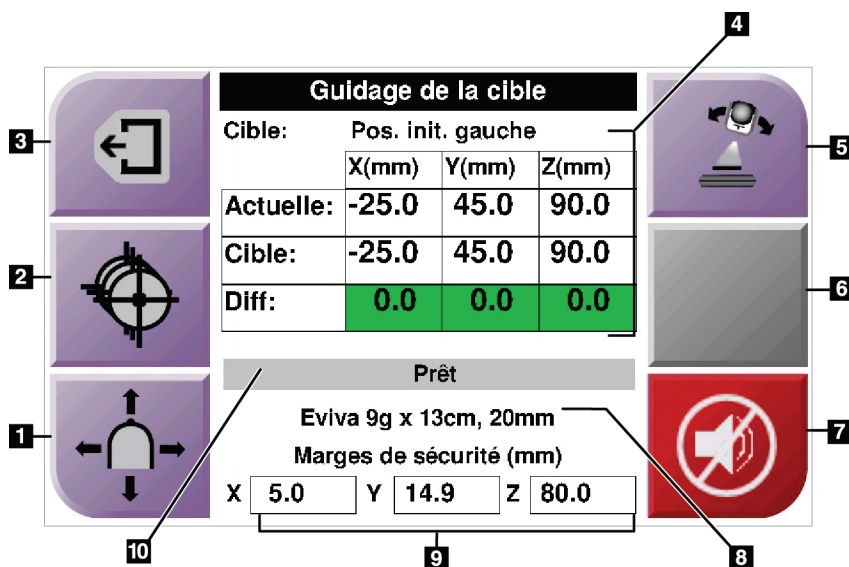 4
Guidage de la cible
3
Cible: Pos. init. gauche
5
X(mm) Y(mm) Z(mm)
Actuelle: -25.0 45.0 90.0
Cible: -25.0 45.0 90.0
2
6
Diff: 0.0 0.0 0.0
Prêt
Eviva 9g x 13cm, 20mm
1
7
Marges de sécurité (mm)
X 5.0 Y 14.9 Z 80.0
10
9
8